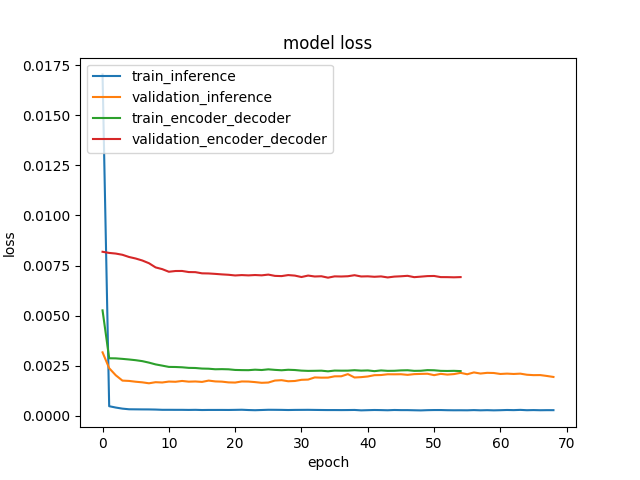 model loss
train_inference
validation_inference
train_encoder_decoder
validation_encoder_decoder
loss
0.0175
0.0150
0.0125
0.0100
0.0075
0.0050
0.0025
0.0000
0 10 20 30 40 50 60 70
epoch